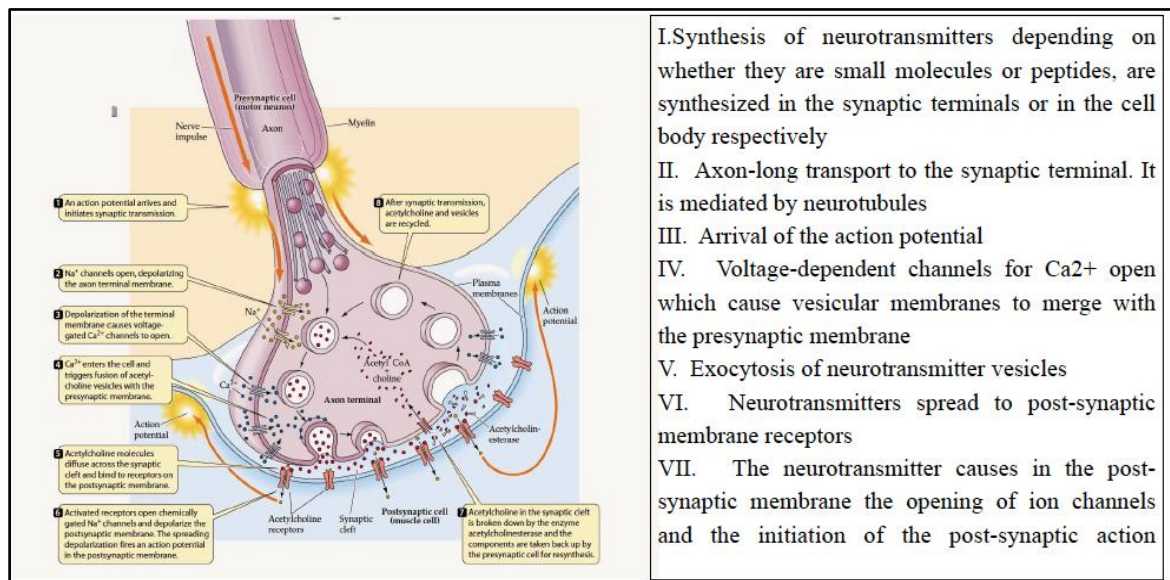 Presynaptic cell
(motor neuron)
Nerve
impulse
Axon
Myelin
1 An action potential arrives and
initiates synaptic transmission.
8 After synaptic transmission,
acetylcholine and vesicles
are recycled.
2 Na+ channels open, depolarizing
the axon terminal membrane.
Na+
Plasma
membranes
Action
potential
3 Depolarization of the terminal
membrane causes voltage-
gated Ca2+ channels to open.
4 Ca2+ enters the cell and
triggers fusion of acetyl-
choline vesicles with the
presynaptic membrane.
Acetyl CoA
+
choline
Ca2+
Axon terminal
Acetylcholin-
esterase
Action
potential
5 Acetylcholine molecules
diffuse across the synaptic
cleft and bind to receptors on
the postsynaptic membrane.
6 Activated receptors open chemically
gated Na+ channels and depolarize the
postsynaptic membrane. The spreading
depolarization fires an action potential
in the postsynaptic membrane.
Acetylcholine
receptors
Synaptic
cleft
Postsynaptic cell
(muscle cell)
7 Acetylcholine in the synaptic cleft
is broken down by the enzyme
acetylcholinesterase and the
components are taken back up by
the presynaptic cell for resynthesis.
I.Synthesis of neurotransmitters depending on
whether they are small molecules or peptides, are
synthesized in the synaptic terminals or in the cell
body respectively
II. Axon-long transport to the synaptic terminal. It
is mediated by neurotubules
III. Arrival of the action potential
IV. Voltage-dependent channels for Ca2+ open
which cause vesicular membranes to merge with
the presynaptic membrane
V. Exocytosis of neurotransmitter vesicles
VI. Neurotransmitters spread to post-synaptic
membrane receptors
VII. The neurotransmitter causes in the post-
synaptic membrane the opening of ion channels
and the initiation of the post-synaptic action